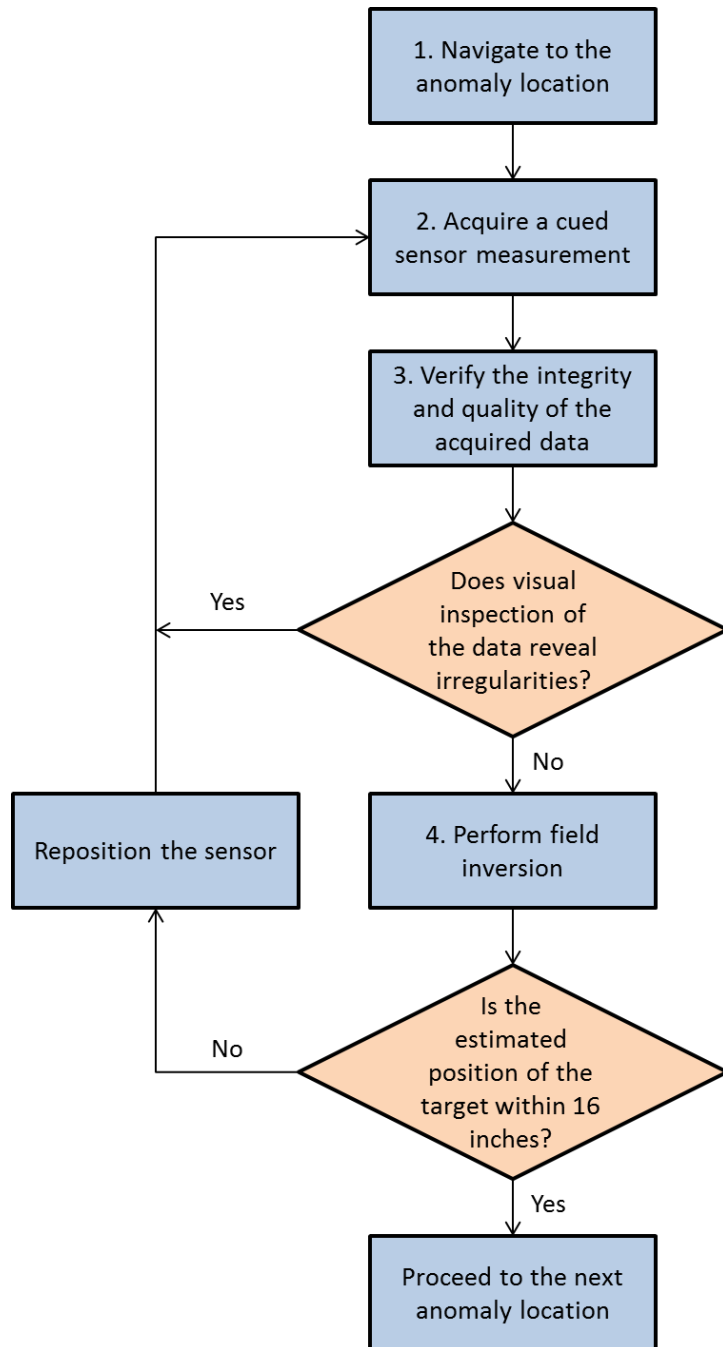 1. Navigate to the
anomaly location
2. Acquire a cued
sensor measurement
3. Verify the integrity
and quality of the
acquired data
Does visual
inspection of
the data reveal
irregularities?
Yes
No
Reposition the sensor
4. Perform field
inversion
Is the
estimated
position of the
target within 16
inches?
No
Yes
Proceed to the next
anomaly location